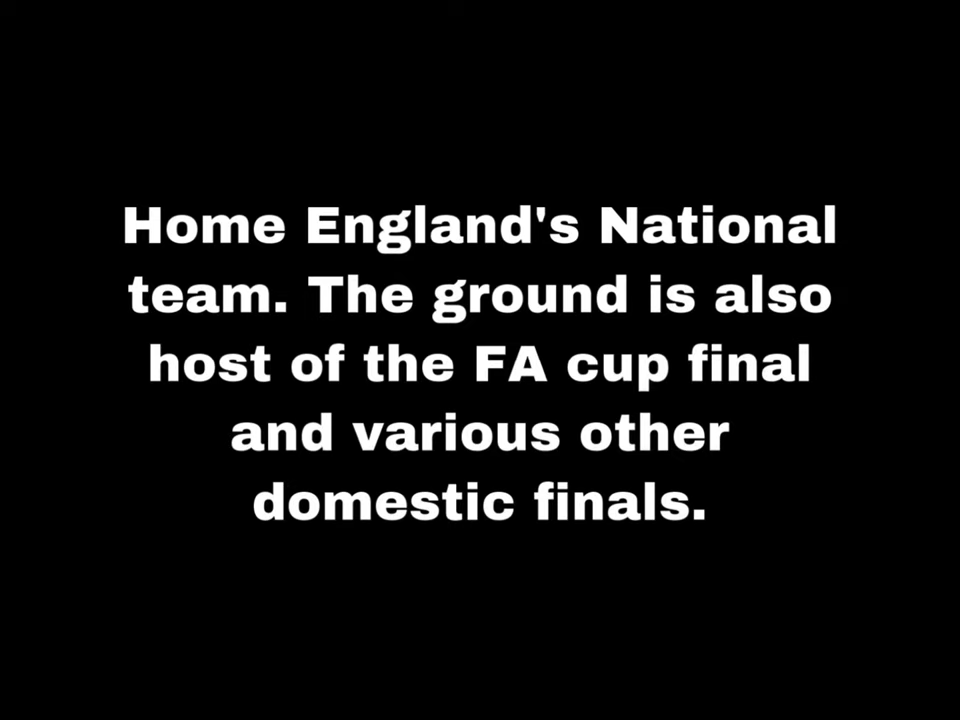 Home England's National
team. The ground is also
host of the FA cup final
and various other
domestic finals.